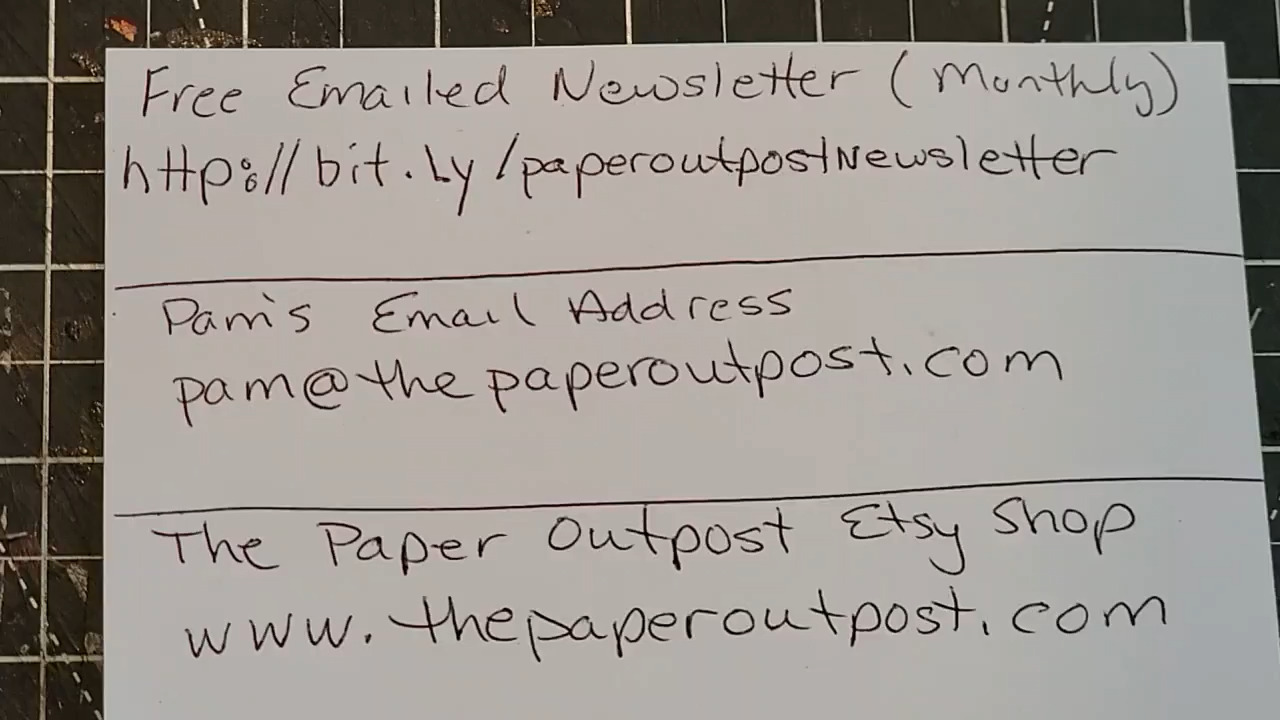 Free Emailed Newsletter (Monthly)
http://bit.ly/paperoutpostNewsletter
Pam's Email Address
pam@thepaperoutpost.com
The Paper Outpost Etsy Shop
www.thepaperoutpost.com